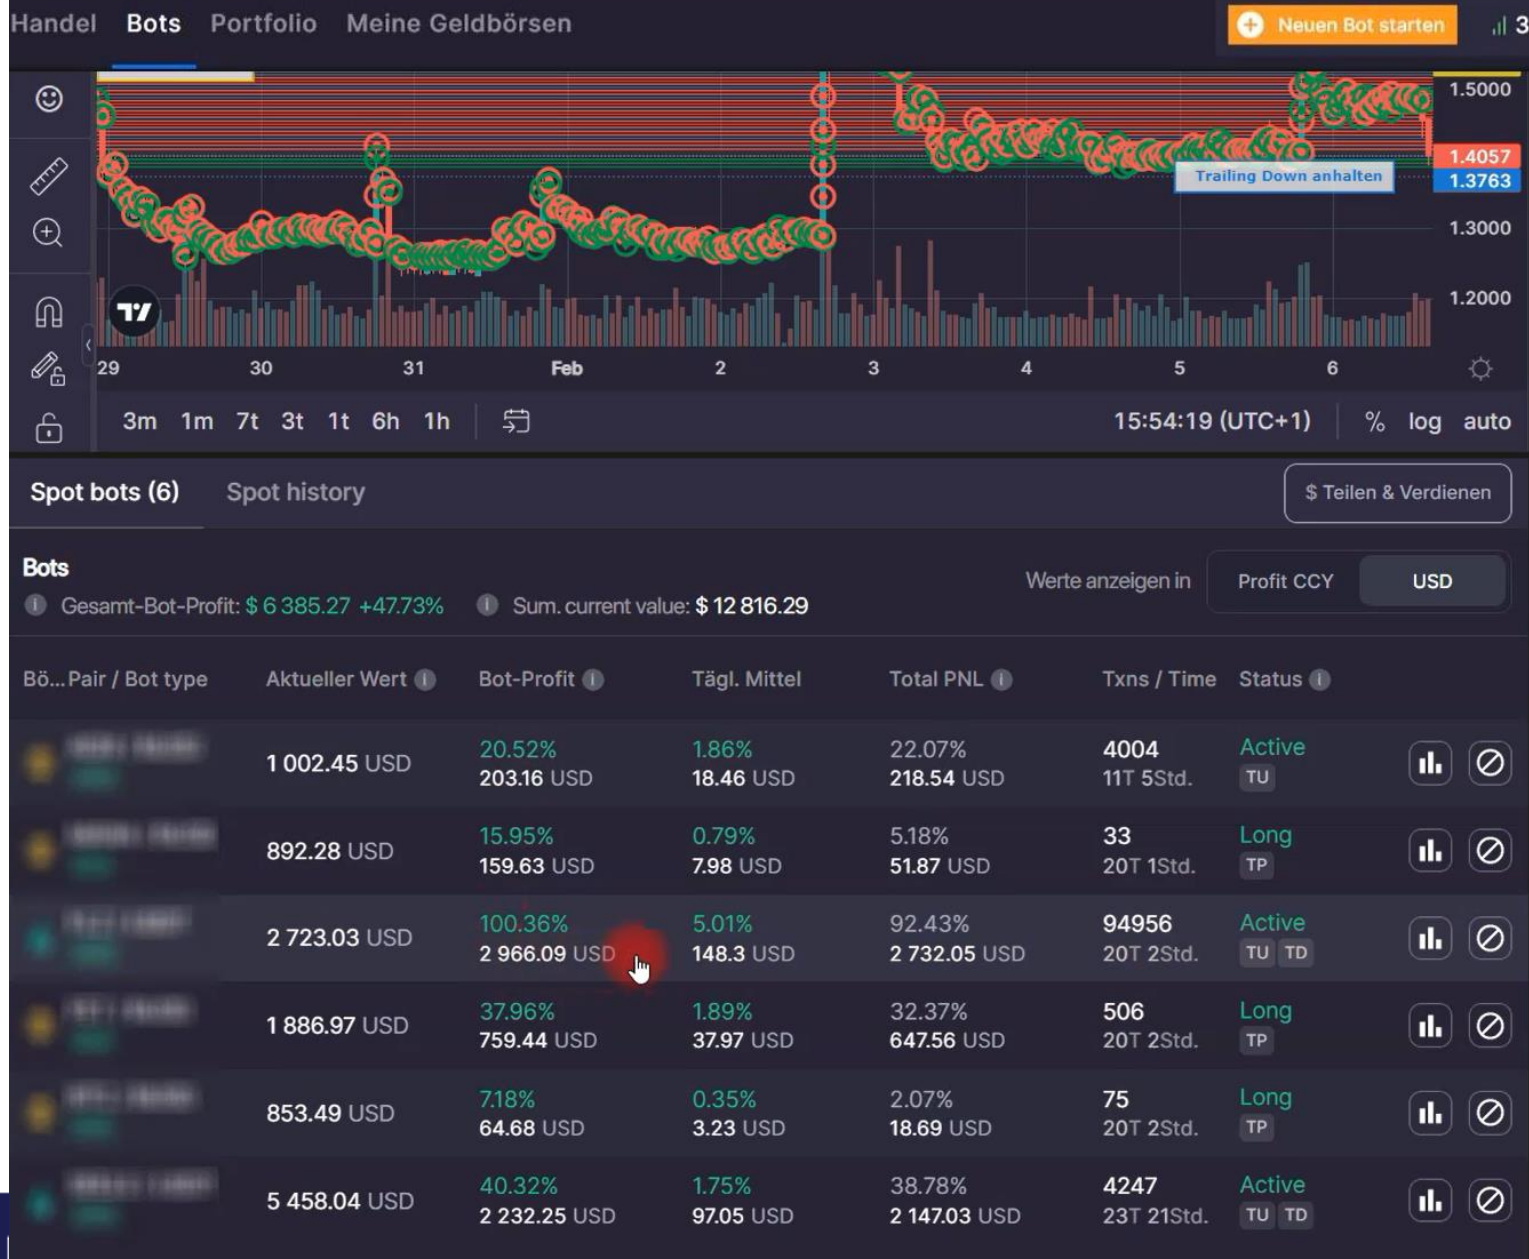 Handel Bots Portfolio Meine Geldbörsen Neuen Bot starten 3
1.5000
1.4057
Trailing Down anhalten 1.3763
1.3000
1.2000
29 30 31 Feb 2 3 4 5 6
3m 1m 7t 3t 1t 6h 1h 15:54:19 (UTC+1) % log auto
Spot bots (6) Spot history $ Teilen & Verdienen
Bots
Werte anzeigen in Profit CCY USD
Gesamt-Bot-Profit: $ 6 385.27 +47.73% Sum. current value: $ 12 816.29
Bö... Pair / Bot type Aktueller Wert Bot-Profit Tägl. Mittel Total PNL Txns / Time Status
20.52% 1.86% 22.07% 4004 Active
1 002.45 USD 203.16 USD 18.46 USD 218.54 USD 11T 5Std. TU
15.95% 0.79% 5.18% 33 Long
892.28 USD 159.63 USD 7.98 USD 51.87 USD 20T 1Std. TP
100.36% 5.01% 92.43% 94956 Active
2 723.03 USD 2 966.09 USD 148.3 USD 2 732.05 USD 20T 2Std. TU TD
37.96% 1.89% 32.37% 506 Long
1 886.97 USD 759.44 USD 37.97 USD 647.56 USD 20T 2Std. TP
7.18% 0.35% 2.07% 75 Long
853.49 USD 64.68 USD 3.23 USD 18.69 USD 20T 2Std. TP
40.32% 1.75% 38.78% 4247 Active
5 458.04 USD 2 232.25 USD 97.05 USD 2 147.03 USD 23T 21Std. TU TD